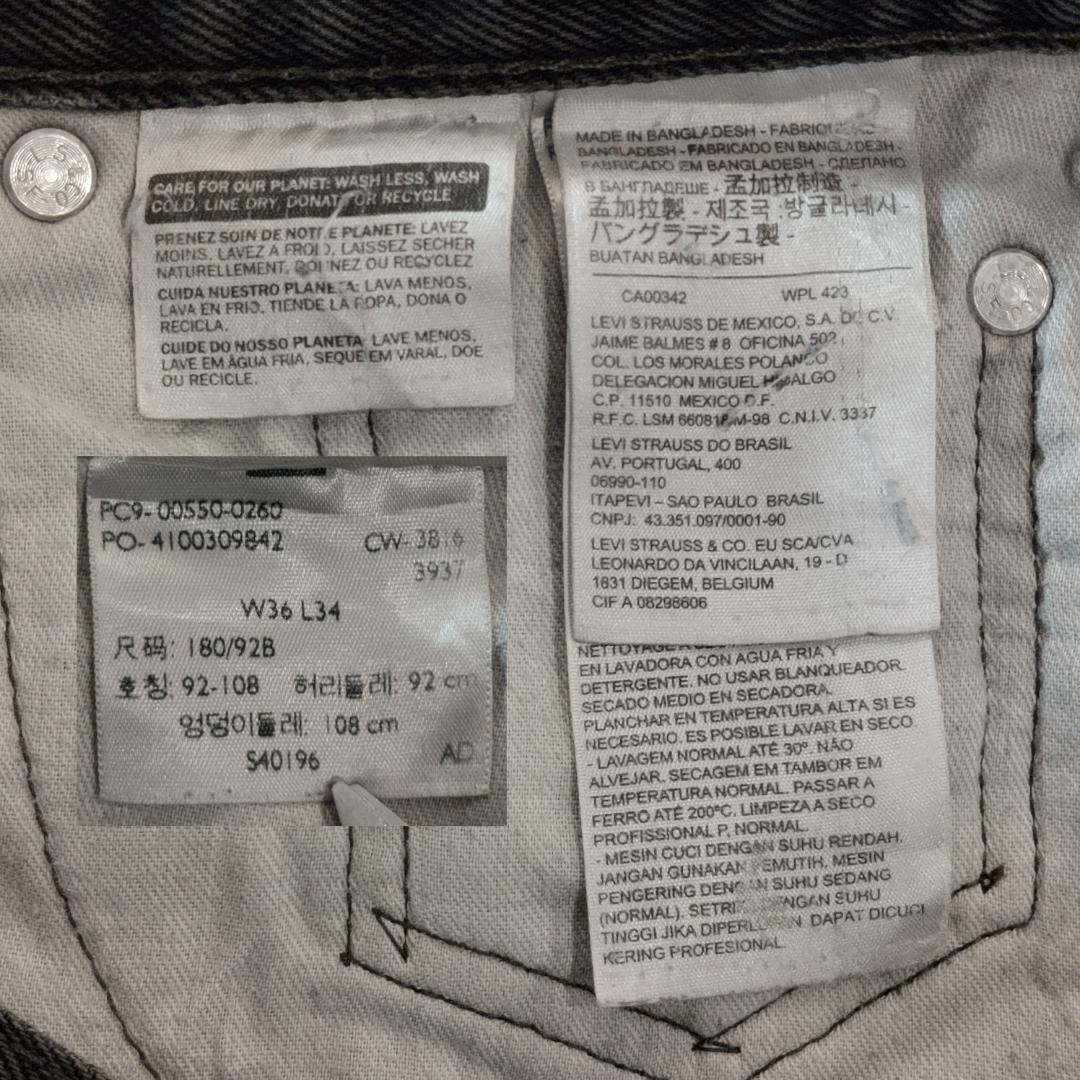 CARE FOR OUR PLANET: WASH LESS, WASH
COLD, LINE DRY, DONATE OR RECYCLE
PRENEZ SOIN DE NOTRE PLANETE: LAVEZ
MOINS, LAVEZ A FROID, LAISSEZ SECHER
NATURELLEMENT, DONNEZ OU RECYCLEZ
CUIDA NUESTRO PLANETA: LAVA MENOS,
LAVA EN FRIO, TIENDE LA ROPA, DONA O
RECICLA.
CUIDE DO NOSSO PLANETA: LAVE MENOS,
LAVE EM ÁGUA FRIA, SEQUE EM VARAL, DOE
OU RECICLE.
PC9-00550-0260
PO-4100309842 CW-3816
3937
W36 L34
尺码: 180/92B
호칭: 92-108 허리둘레: 92 cm
엉덩이둘레: 108 cm
S40196 AD
MADE IN BANGLADESH - FABRIQUE AU
BANGLADESH - FABRICADO EN BANGLADESH -
FABRICADO EM BANGLADESH - СДЕЛАНО
В БАНГЛАДЕШЕ - 孟加拉制造 -
孟加拉製 - 제조국 :방글라데시 -
バングラデシュ製 -
BUATAN BANGLADESH
CA00342 WPL 423
LEVI STRAUSS DE MEXICO, S.A. DE C.V.
JAIME BALMES # 8 OFICINA 502
COL. LOS MORALES POLANCO
DELEGACION MIGUEL HIDALGO
C.P. 11510 MEXICO D.F.
R.F.C. LSM C.N.I.V. 3337
LEVI STRAUSS DO BRASIL
AV. PORTUGAL, 400
06990-110
ITAPEVI – SAO PAULO BRASIL
CNPJ: 43.351.097/0001-90
LEVI STRAUSS & CO. EU SCA/CVA
LEONARDO DA VINCILAAN, 19 - D
1831 DIEGEM, BELGIUM
CIF A 08298606
NETTOYAGE A
EN LAVADORA CON AGUA FRIA Y
DETERGENTE. NO USAR BLANQUEADOR.
SECADO MEDIO EN SECADORA.
PLANCHAR EN TEMPERATURA ALTA SI ES
NECESARIO. ES POSIBLE LAVAR EN SECO.
- LAVAGEM NORMAL ATÉ 30º. NÃO
ALVEJAR. SECAGEM EM TAMBOR EM
TEMPERATURA NORMAL. PASSAR A
FERRO ATÉ 200ºC. LIMPEZA A SECO
PROFISSIONAL P, NORMAL.
- MESIN CUCI DENGAN SUHU RENDAH.
JANGAN GUNAKAN PEMUTIH. MESIN
PENGERING DENGAN SUHU SEDANG
(NORMAL). SETRIKA DENGAN SUHU
TINGGI JIKA DIPERLUKAN. DAPAT DICUCI
KERING PROFESIONAL.